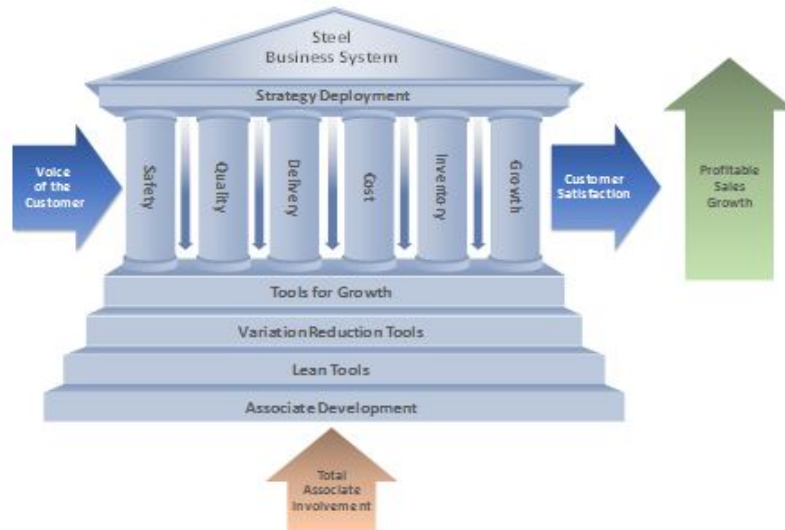 Steel
Business System
Strategy Deployment
Voice
of the
Customer
Safety
Quality
Delivery
Cost
Inventory
Growth
Customer
Satisfaction
Profitable
Sales
Growth
Tools for Growth
Variation Reduction Tools
Lean Tools
Associate Development
Total
Associate
Involvement